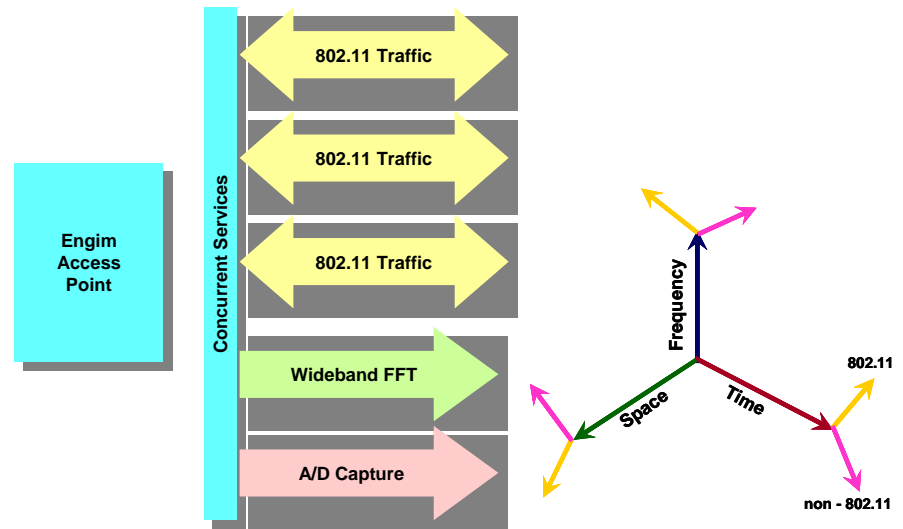 Engim
Access
Point
Concurrent Services
802.11 Traffic
802.11 Traffic
802.11 Traffic
Wideband FFT
A/D Capture
Frequency
Space
Time
802.11
non - 802.11